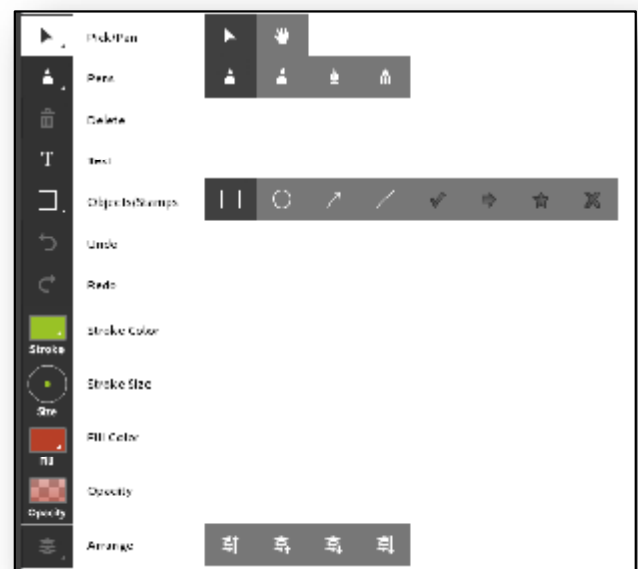 Pick/Pan
Pens
Delete
T
Text
Objects/Stamps
Undo
Redo
Stroke
Stroke Color
Size
Stroke Size
Fill
Fill Color
Opacity
Opacity
Arrange